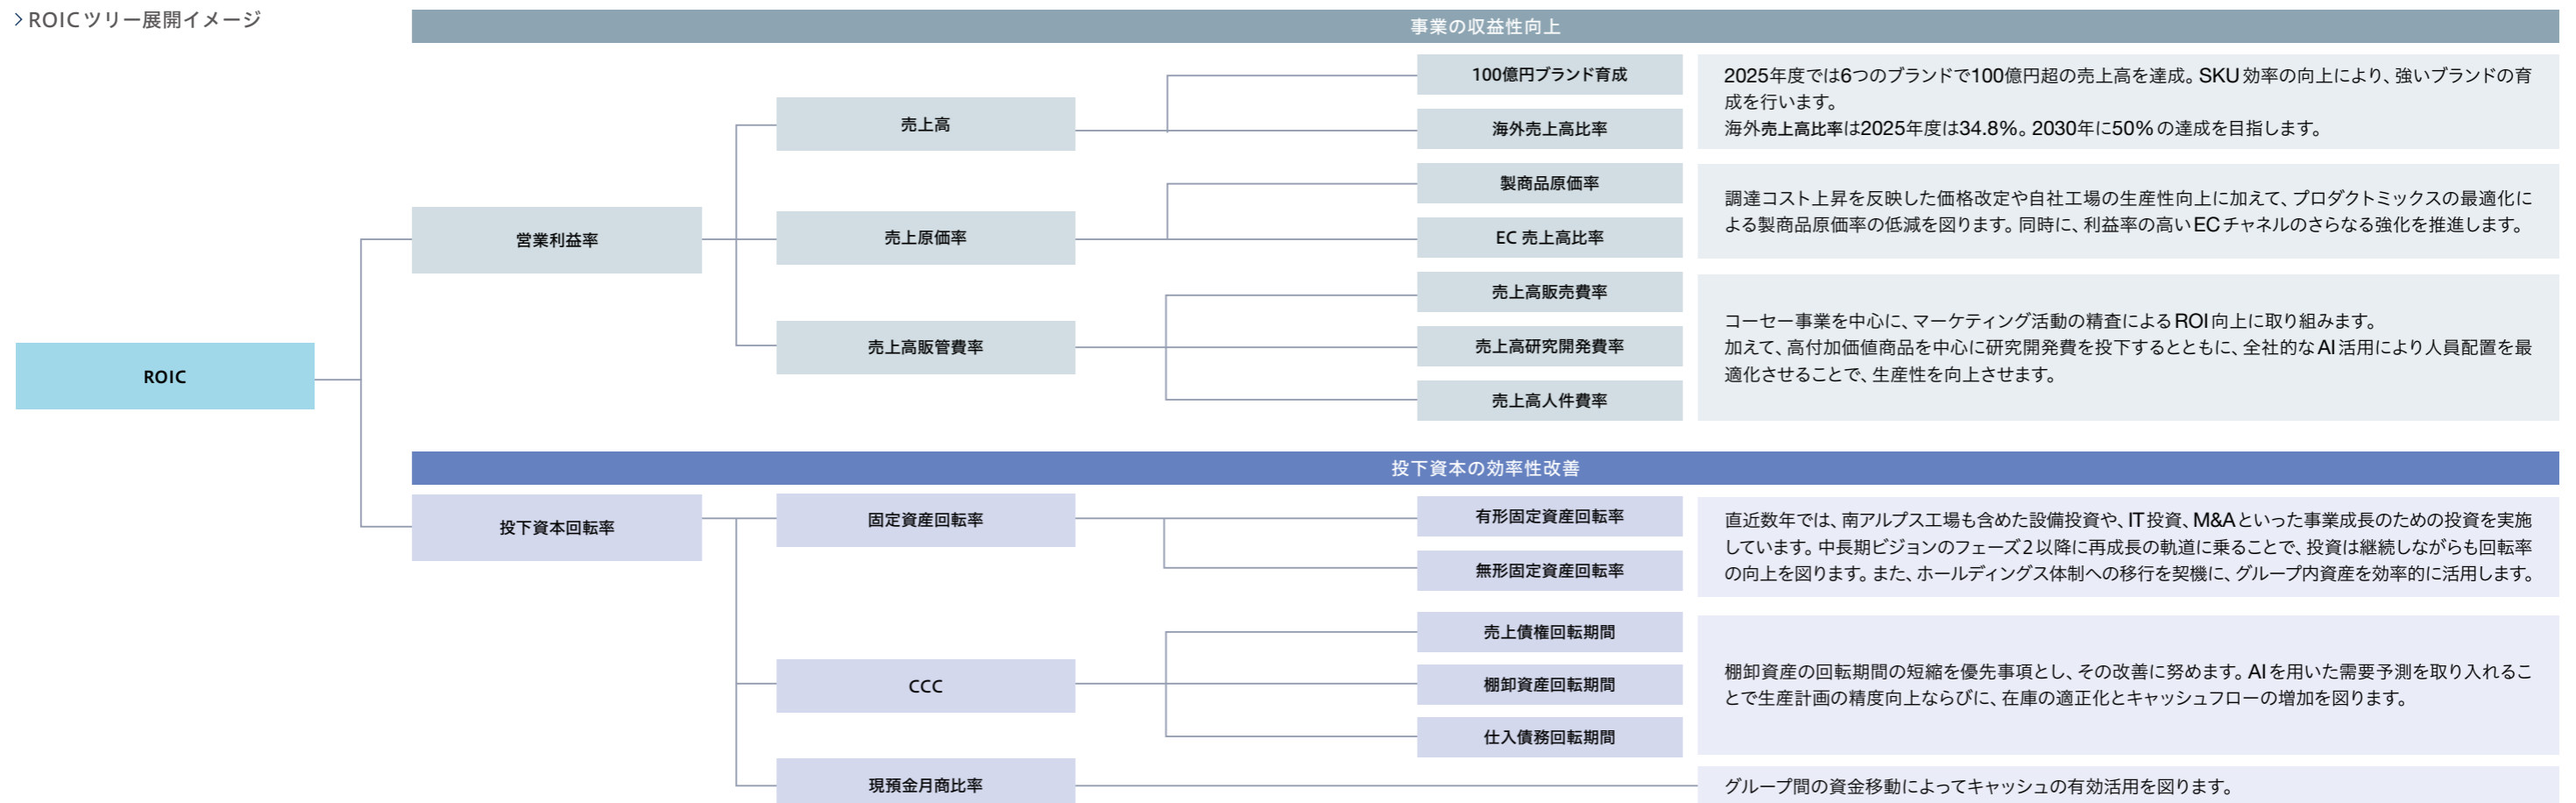 > ROICツリー展開イメージ
事業の収益性向上
ROIC
営業利益率
売上高
100億円ブランド育成
海外売上高比率
2025年度では6つのブランドで100億円超の売上高を達成。SKU効率の向上により、強いブランドの育
成を行います。
海外売上高比率は2025年度は34.8%。2030年に50%の達成を目指します。
売上原価率
製商品原価率
EC 売上高比率
調達コスト上昇を反映した価格改定や自社工場の生産性向上に加えて、プロダクトミックスの最適化に
よる製商品原価率の低減を図ります。同時に、利益率の高いECチャネルのさらなる強化を推進します。
売上高販管費率
売上高販売費率
売上高研究開発費率
売上高人件費率
コーセー事業を中心に、マーケティング活動の精査によるROI向上に取り組みます。
加えて、高付加価値商品を中心に研究開発費を投下するとともに、全社的なAI活用により人員配置を最
適化させることで、生産性を向上させます。
投下資本の効率性改善
投下資本回転率
固定資産回転率
有形固定資産回転率
無形固定資産回転率
直近数年では、南アルプス工場も含めた設備投資や、IT投資、M&Aといった事業成長のための投資を実施
しています。中長期ビジョンのフェーズ2以降に再成長の軌道に乗ることで、投資は継続しながらも回転率
の向上を図ります。また、ホールディングス体制への移行を契機に、グループ内資産を効率的に活用します。
CCC
売上債権回転期間
棚卸資産回転期間
仕入債務回転期間
棚卸資産の回転期間の短縮を優先事項とし、その改善に努めます。AIを用いた需要予測を取り入れるこ
とで生産計画の精度向上ならびに、在庫の適正化とキャッシュフローの増加を図ります。
現預金月商比率
グループ間の資金移動によってキャッシュの有効活用を図ります。